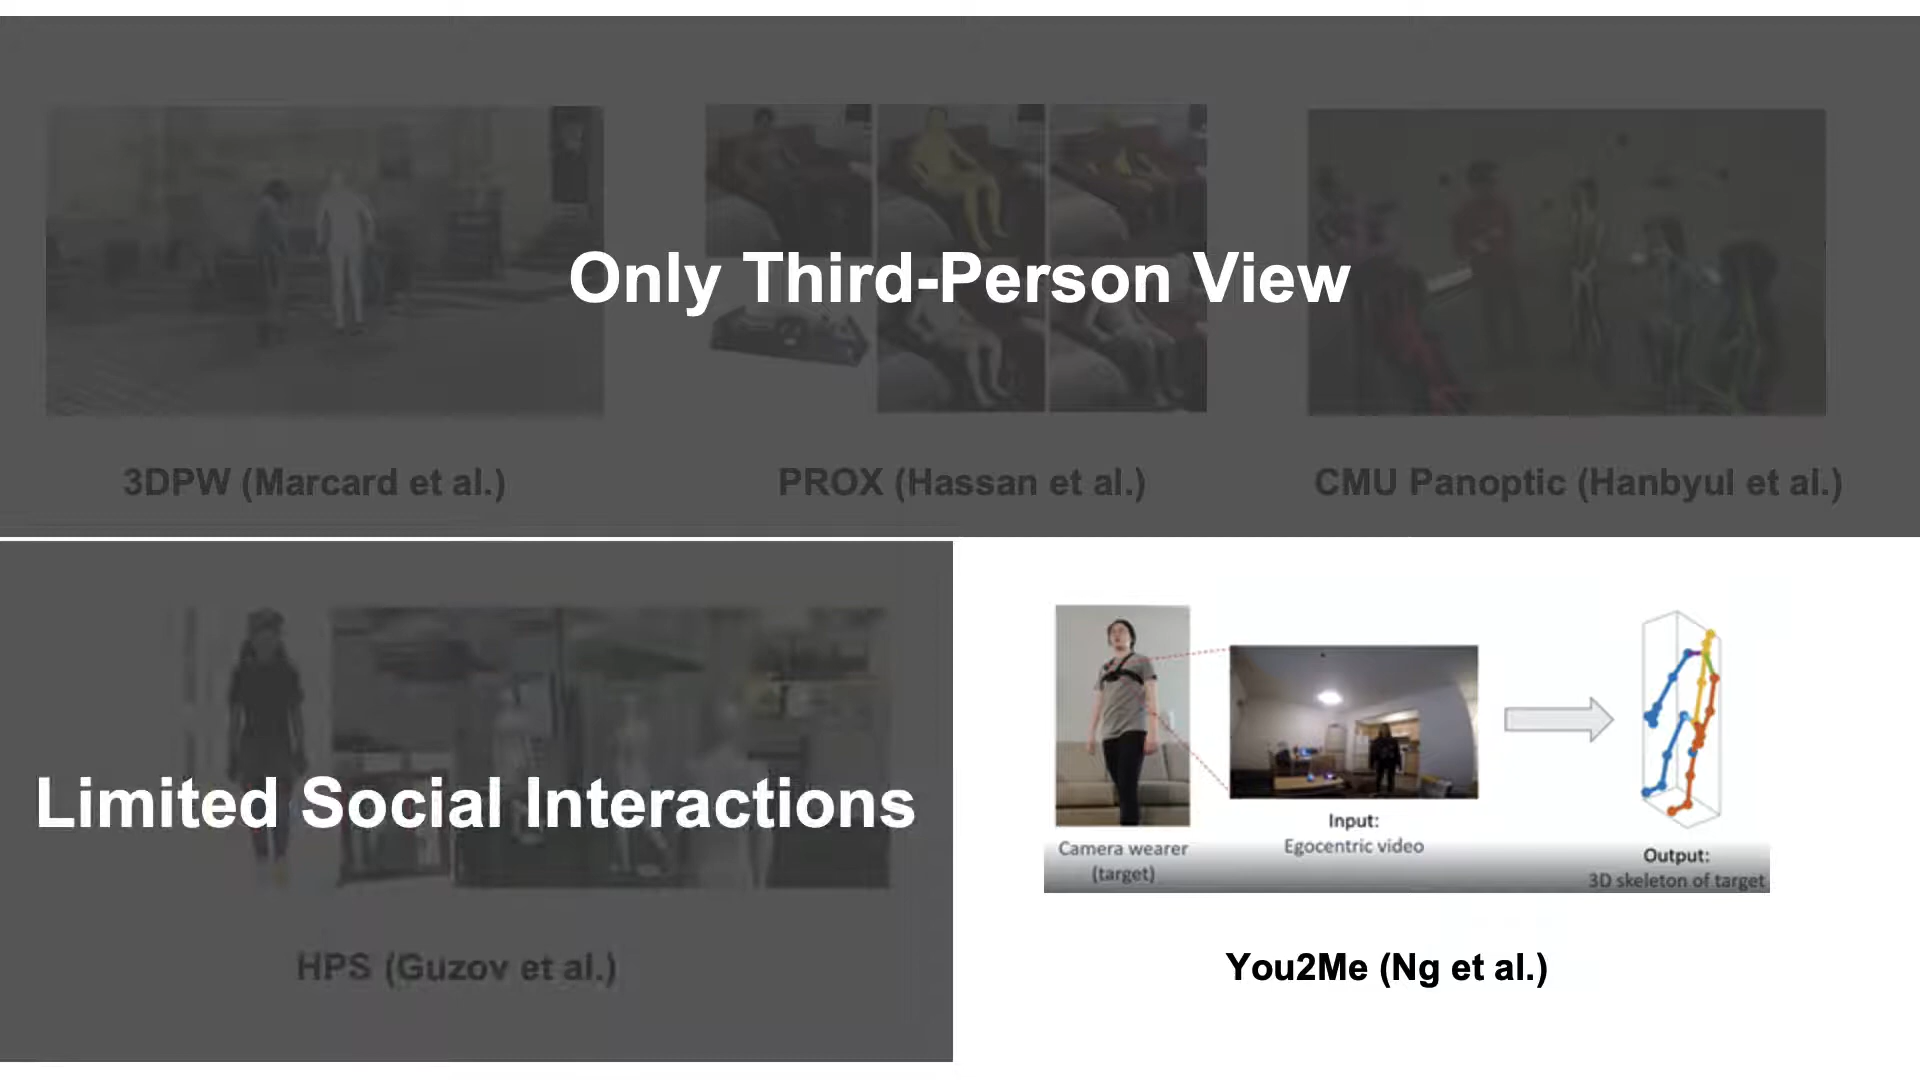 Only Third-Person View
3DPW (Marcard et al.)
PROX (Hassan et al.)
CMU Panoptic (Hanbyul et al.)
Limited Social Interactions
HPS (Guzov et al.)
Camera wearer
(target)
Input:
Egocentric video
Output:
3D skeleton of target
You2Me (Ng et al.)